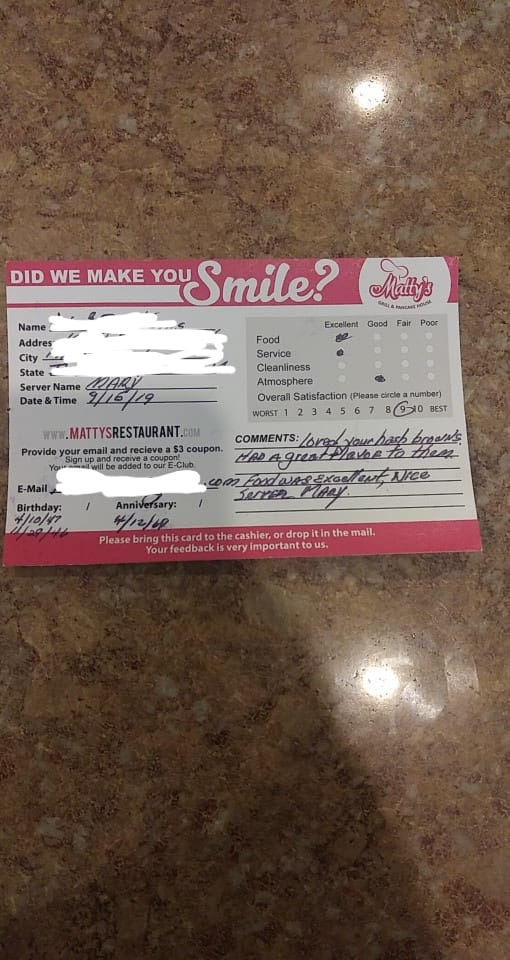 DID WE MAKE YOU Smile?
Matty's
GRILL & PANCAKE HOUSE
Name
Address
City
State
Server Name MARY
Date & Time 9/16/19
Excellent Good Fair Poor
Food
Service
Cleanliness
Atmosphere
Overall Satisfaction (Please circle a number)
WORST 1 2 3 4 5 6 7 8 9 10 BEST
WWW.MATTYSRESTAURANT.COM
Provide your email and recieve a $3 coupon.
Sign up and receive a coupon!
Your email will be added to our E-Club.
E-Mail .com
Birthday: / Anniversary: /
4/10/47 4/12/68
COMMENTS: loved your hash browns,
HAD A great Flavor to them
Food WAS Excellent, NICE
Server MARY.
Please bring this card to the cashier, or drop it in the mail.
Your feedback is very important to us.